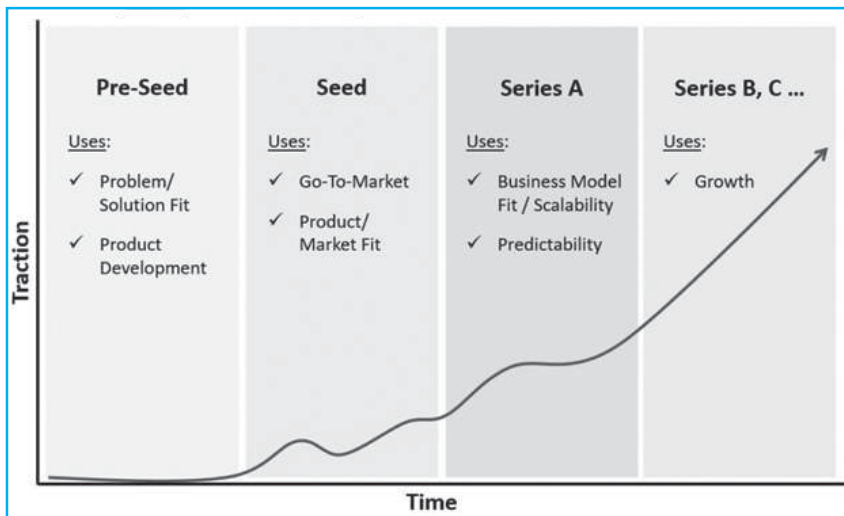 Pre-Seed
Uses:
✓ Problem/
Solution Fit
✓ Product
Development
Seed
Uses:
✓ Go-To-Market
✓ Product/
Market Fit
Series A
Uses:
✓ Business Model
Fit / Scalability
✓ Predictability
Series B, C ...
Uses:
✓ Growth
Traction
Time